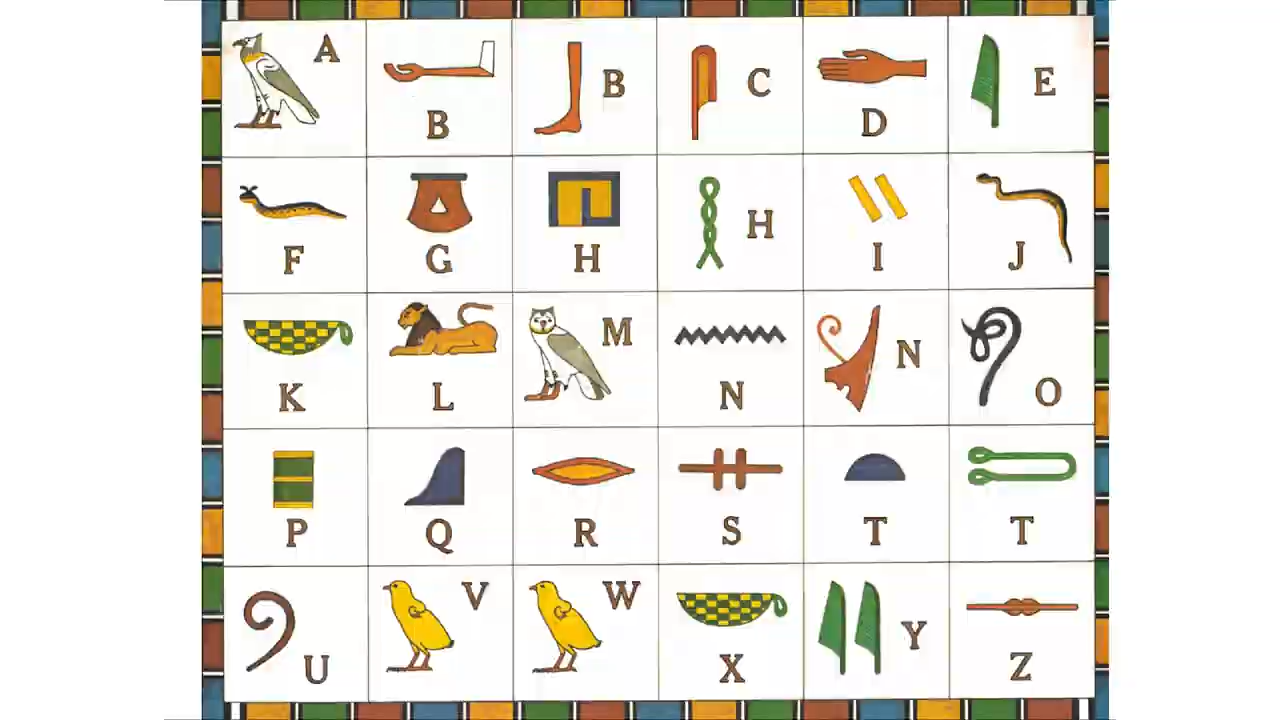 A B B C D E
F G H H I J
K L M N N O
P Q R S T T
U V W X Y Z